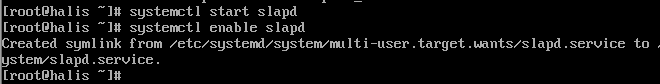 [root@halis ~]# systemctl start slapd
[root@halis ~]# systemctl enable slapd
Created symlink from /etc/systemd/system/multi-user.target.wants/slapd.service to /
ystem/slapd.service.
[root@halis ~]#